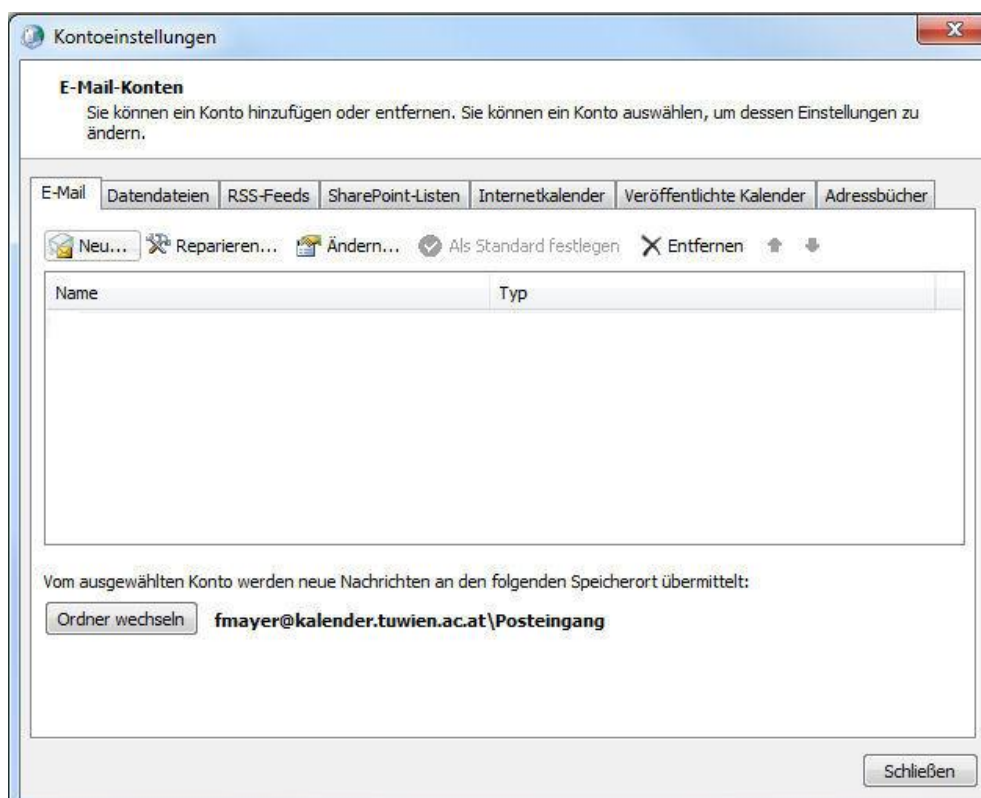 Kontoeinstellungen
E-Mail-Konten
Sie können ein Konto hinzufügen oder entfernen. Sie können ein Konto auswählen, um dessen Einstellungen zu
ändern.
E-Mail Datendateien RSS-Feeds SharePoint-Listen Internetkalender Veröffentlichte Kalender Adressbücher
Neu... Reparieren... Ändern... Als Standard festlegen Entfernen
Name Typ
Vom ausgewählten Konto werden neue Nachrichten an den folgenden Speicherort übermittelt:
Ordner wechseln fmayer@kalender.tuwien.ac.at\Posteingang
Schließen